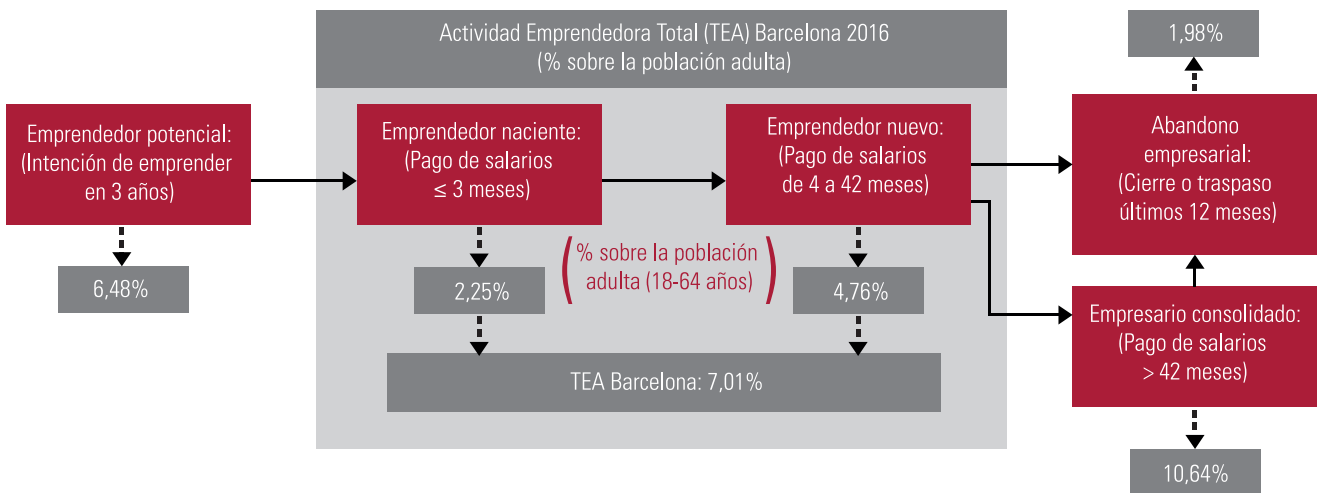 Actividad Emprendedora Total (TEA) Barcelona 2016
(% sobre la población adulta)
1,98%
Emprendedor potencial:
(Intención de emprender
en 3 años)
Emprendedor naciente:
(Pago de salarios
≤ 3 meses)
Emprendedor nuevo:
(Pago de salarios
de 4 a 42 meses)
Abandono
empresarial:
(Cierre o traspaso
últimos 12 meses)
6,48%
2,25%
(% sobre la población
adulta (18-64 años))
4,76%
Empresario consolidado:
(Pago de salarios
> 42 meses)
TEA Barcelona: 7,01%
10,64%